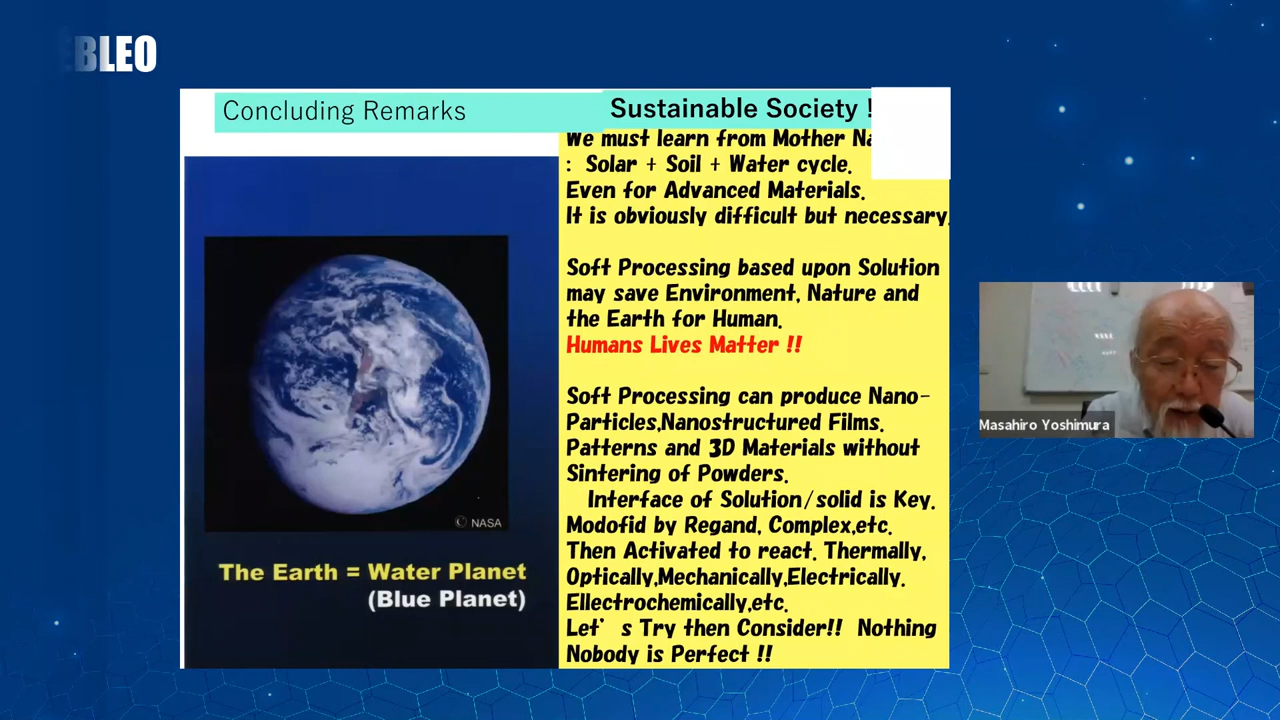 BLEO
Concluding Remarks
Sustainable Society !
We must learn from Mother
: Solar + Soil + Water cycle.
Even for Advanced Materials.
It is obviously difficult but necessary.
Soft Processing based upon Solution
may save Environment, Nature and
the Earth for Human.
Humans Lives Matter !!
Soft Processing can produce Nano-
Particles,Nanostructured Films,
Patterns and 3D Materials without
Sintering of Powders.
Interface of Solution/solid is Key.
Modofid by Regand, Complex,etc.
Then Activated to react. Thermally,
Optically,Mechanically,Electrically.
Ellectrochemically,etc.
Let's Try then Consider!! Nothing
Nobody is Perfect !!
© NASA
The Earth = Water Planet
(Blue Planet)
Masahiro Yoshimura